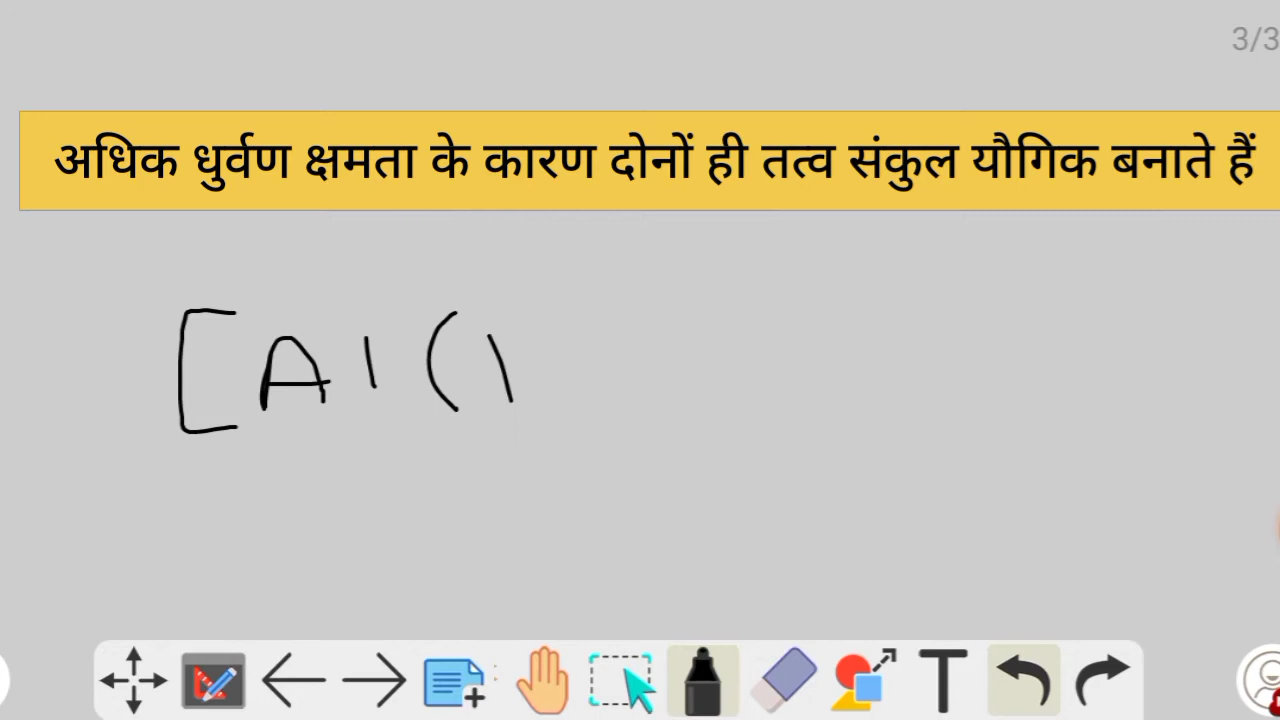 3/3
अधिक धुर्वण क्षमता के कारण दोनों ही तत्व संकुल यौगिक बनाते हैं
[Al(